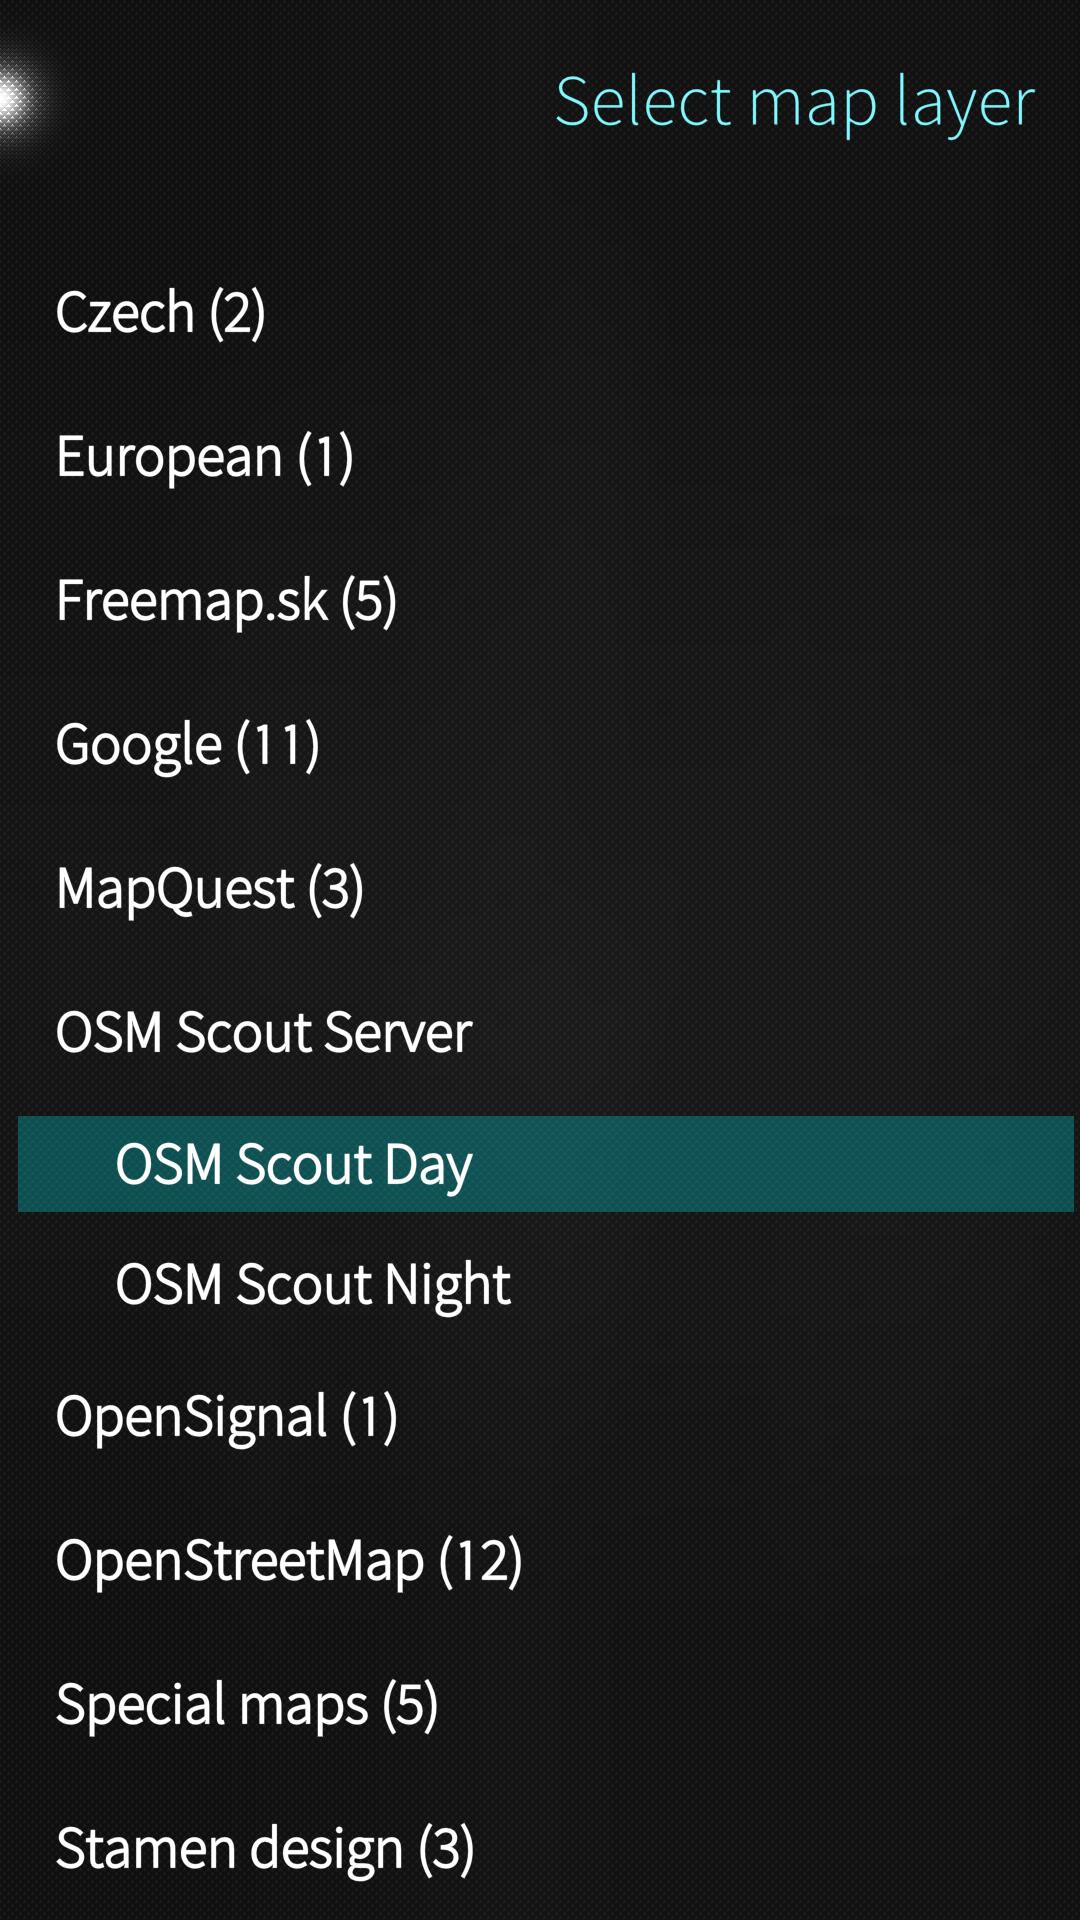 Select map layer
Czech (2)
European (1)
Freemap.sk (5)
Google (11)
MapQuest (3)
OSM Scout Server
OSM Scout Day
OSM Scout Night
OpenSignal (1)
OpenStreetMap (12)
Special maps (5)
Stamen design (3)